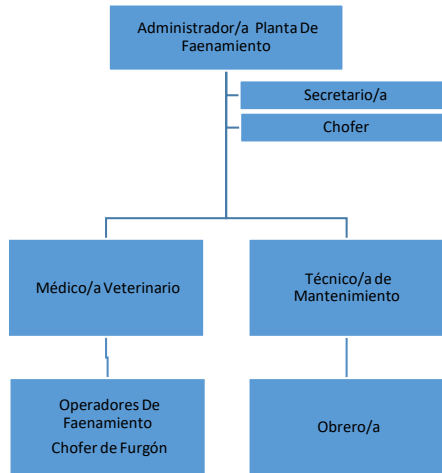 Administrador/a Planta De
Faenamiento
Secretario/a
Chofer
Médico/a Veterinario
Técnico/a de
Mantenimiento
Operadores De
Faenamiento
Chofer de Furgón
Obrero/a